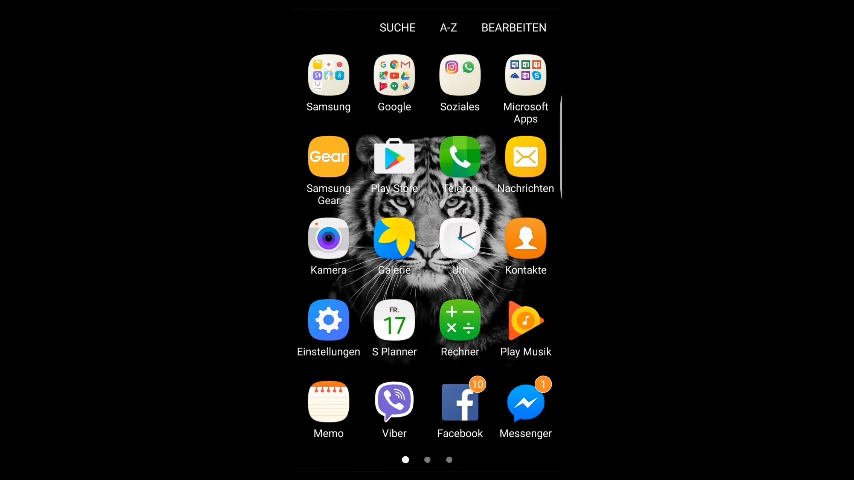 SUCHE A-Z BEARBEITEN
Samsung Google Soziales Microsoft Apps
Gear
Samsung Gear Play Store Telefon Nachrichten
Kamera Galerie Uhr Kontakte
FR.
17
Einstellungen S Planner Rechner Play Musik
10 1
Memo Viber Facebook Messenger